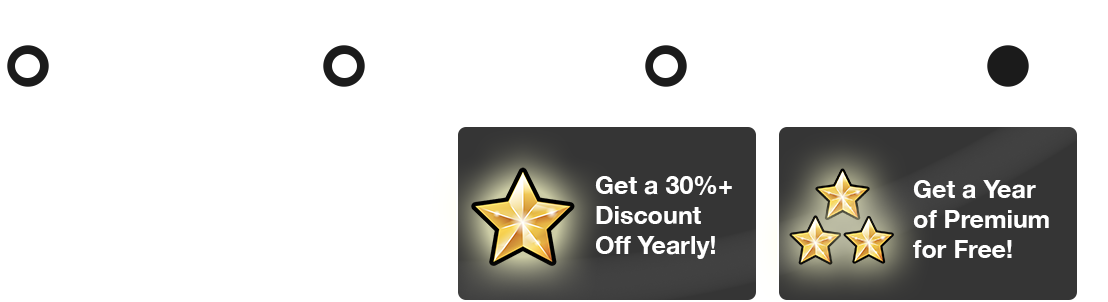 Get a 30%+
Discount
Off Yearly!
Get a Year
of Premium
for Free!